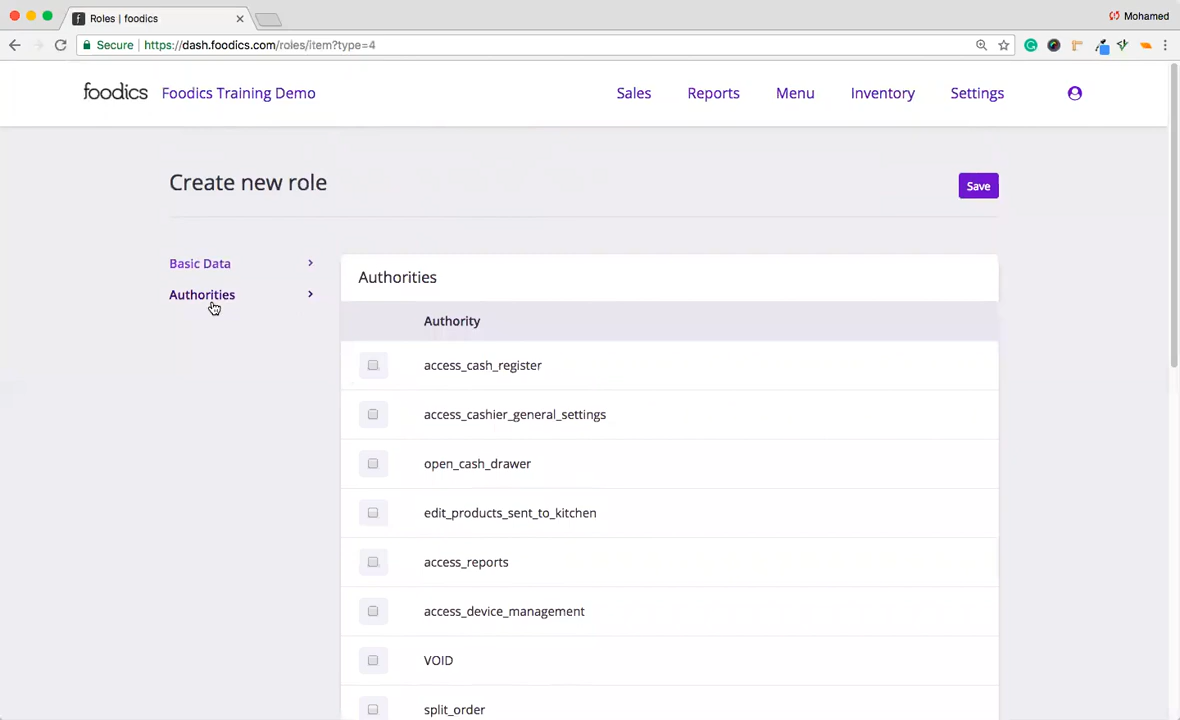 Roles | foodics
Mohamed
Secure
https://dash.foodics.com/roles/item?type=4
foodics
Foodics Training Demo
Sales
Reports
Menu
Inventory
Settings
Create new role
Save
Basic Data
Authorities
Authorities
Authority
access_cash_register
access_cashier_general_settings
open_cash_drawer
edit_products_sent_to_kitchen
access_reports
access_device_management
VOID
split_order